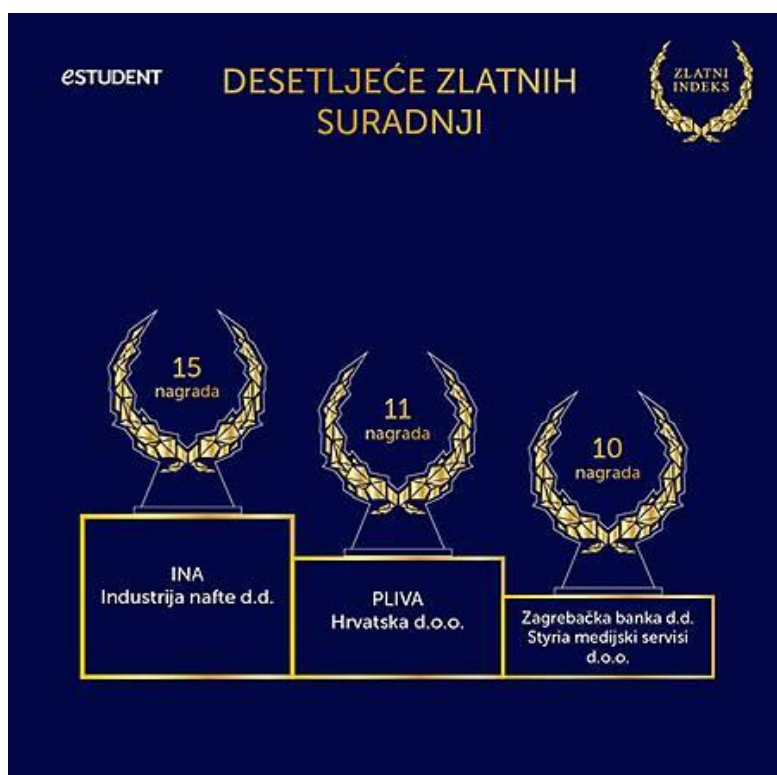 eSTUDENT
DESETLJEĆE ZLATNIH
SURADNJI
ZLATNI
INDEKS
15
nagrada
11
nagrada
10
nagrada
INA
Industrija nafte d.d.
PLIVA
Hrvatska d.o.o.
Zagrebačka banka d.d.
Styria medijski servisi
d.o.o.